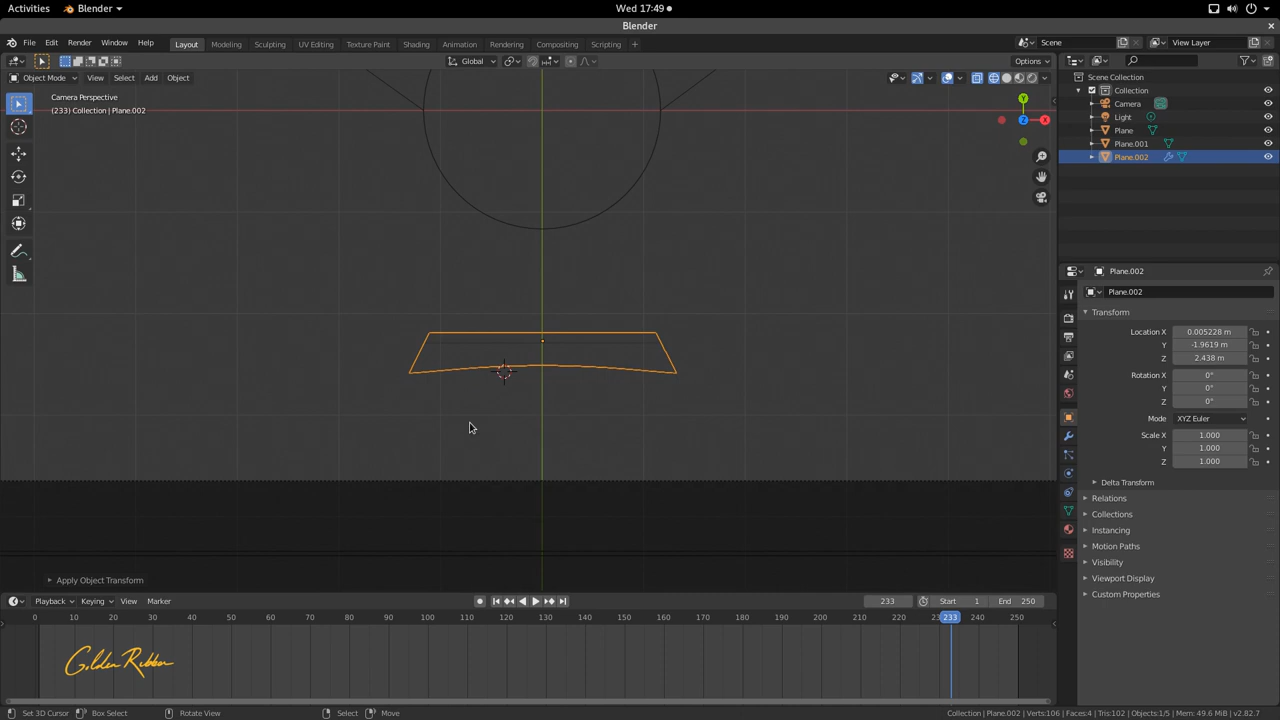 Activities Blender Wed 17:49
Blender
File Edit Render Window Help Layout Modeling Sculpting UV Editing Texture Paint Shading Animation Rendering Compositing Scripting + Scene View Layer
Global Options
Object Mode View Select Add Object
Camera Perspective
(233) Collection | Plane.002
Y
Z X
Scene Collection
Collection
Camera
Light
Plane
Plane.001
Plane.002
Plane.002
Plane.002
Transform
Location X 0.005228 m
Y -1.9619 m
Z 2.438 m
Rotation X 0°
Y 0°
Z 0°
Mode XYZ Euler
Scale X 1.000
Y 1.000
Z 1.000
Delta Transform
Relations
Collections
Instancing
Motion Paths
Visibility
Viewport Display
Custom Properties
Apply Object Transform
Playback Keying View Marker 233 Start 1 End 250
0 10 20 30 40 50 60 70 80 90 100 110 120 130 140 150 160 170 180 190 200 210 220 233 240 250
Golden Ribbon
Set 3D Cursor Box Select Rotate View Select Move Collection | Plane.002 | Verts:106 | Faces:4 | Tris:102 | Objects:1/5 | Mem: 49.6 MiB | v2.82.7